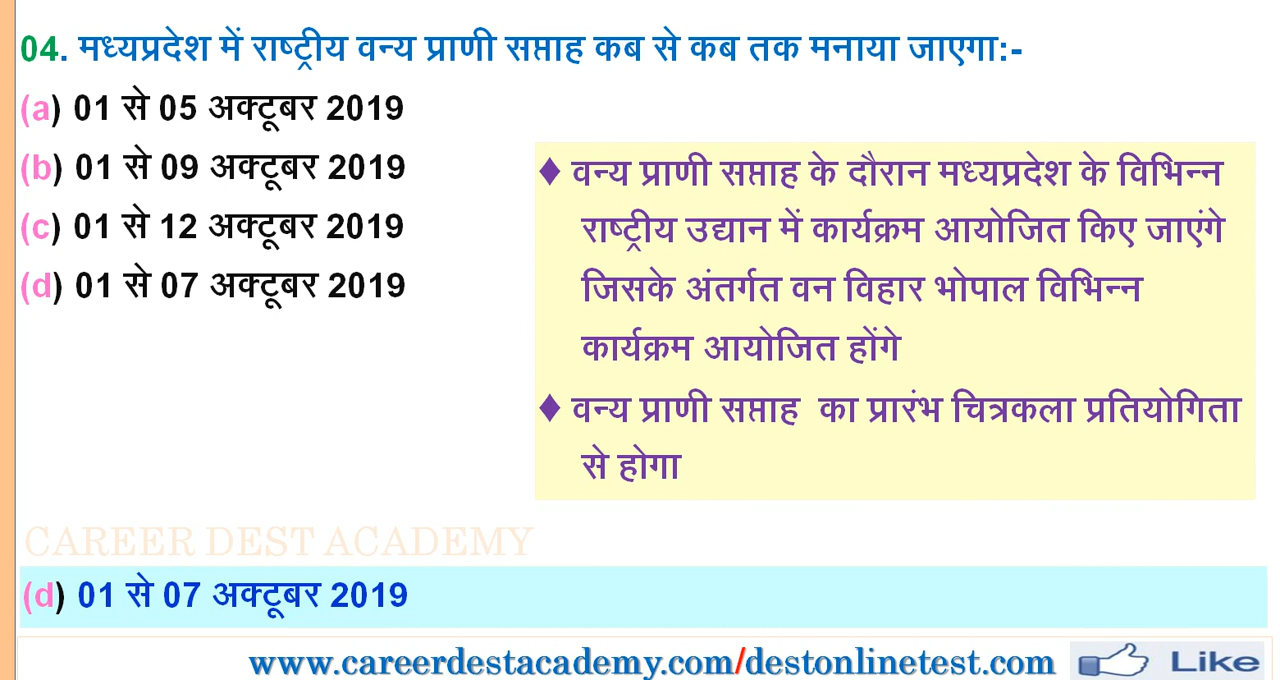 04. मध्यप्रदेश में राष्ट्रीय वन्य प्राणी सप्ताह कब से कब तक मनाया जाएगा:-
(a) 01 से 05 अक्टूबर 2019
(b) 01 से 09 अक्टूबर 2019
(c) 01 से 12 अक्टूबर 2019
(d) 01 से 07 अक्टूबर 2019
♦ वन्य प्राणी सप्ताह के दौरान मध्यप्रदेश के विभिन्न
राष्ट्रीय उद्यान में कार्यक्रम आयोजित किए जाएंगे
जिसके अंतर्गत वन विहार भोपाल विभिन्न
कार्यक्रम आयोजित होंगे
♦ वन्य प्राणी सप्ताह का प्रारंभ चित्रकला प्रतियोगिता
से होगा
CAREER DEST ACADEMY
(d) 01 से 07 अक्टूबर 2019
www.careerdestacademy.com/destonlinetest.com Like